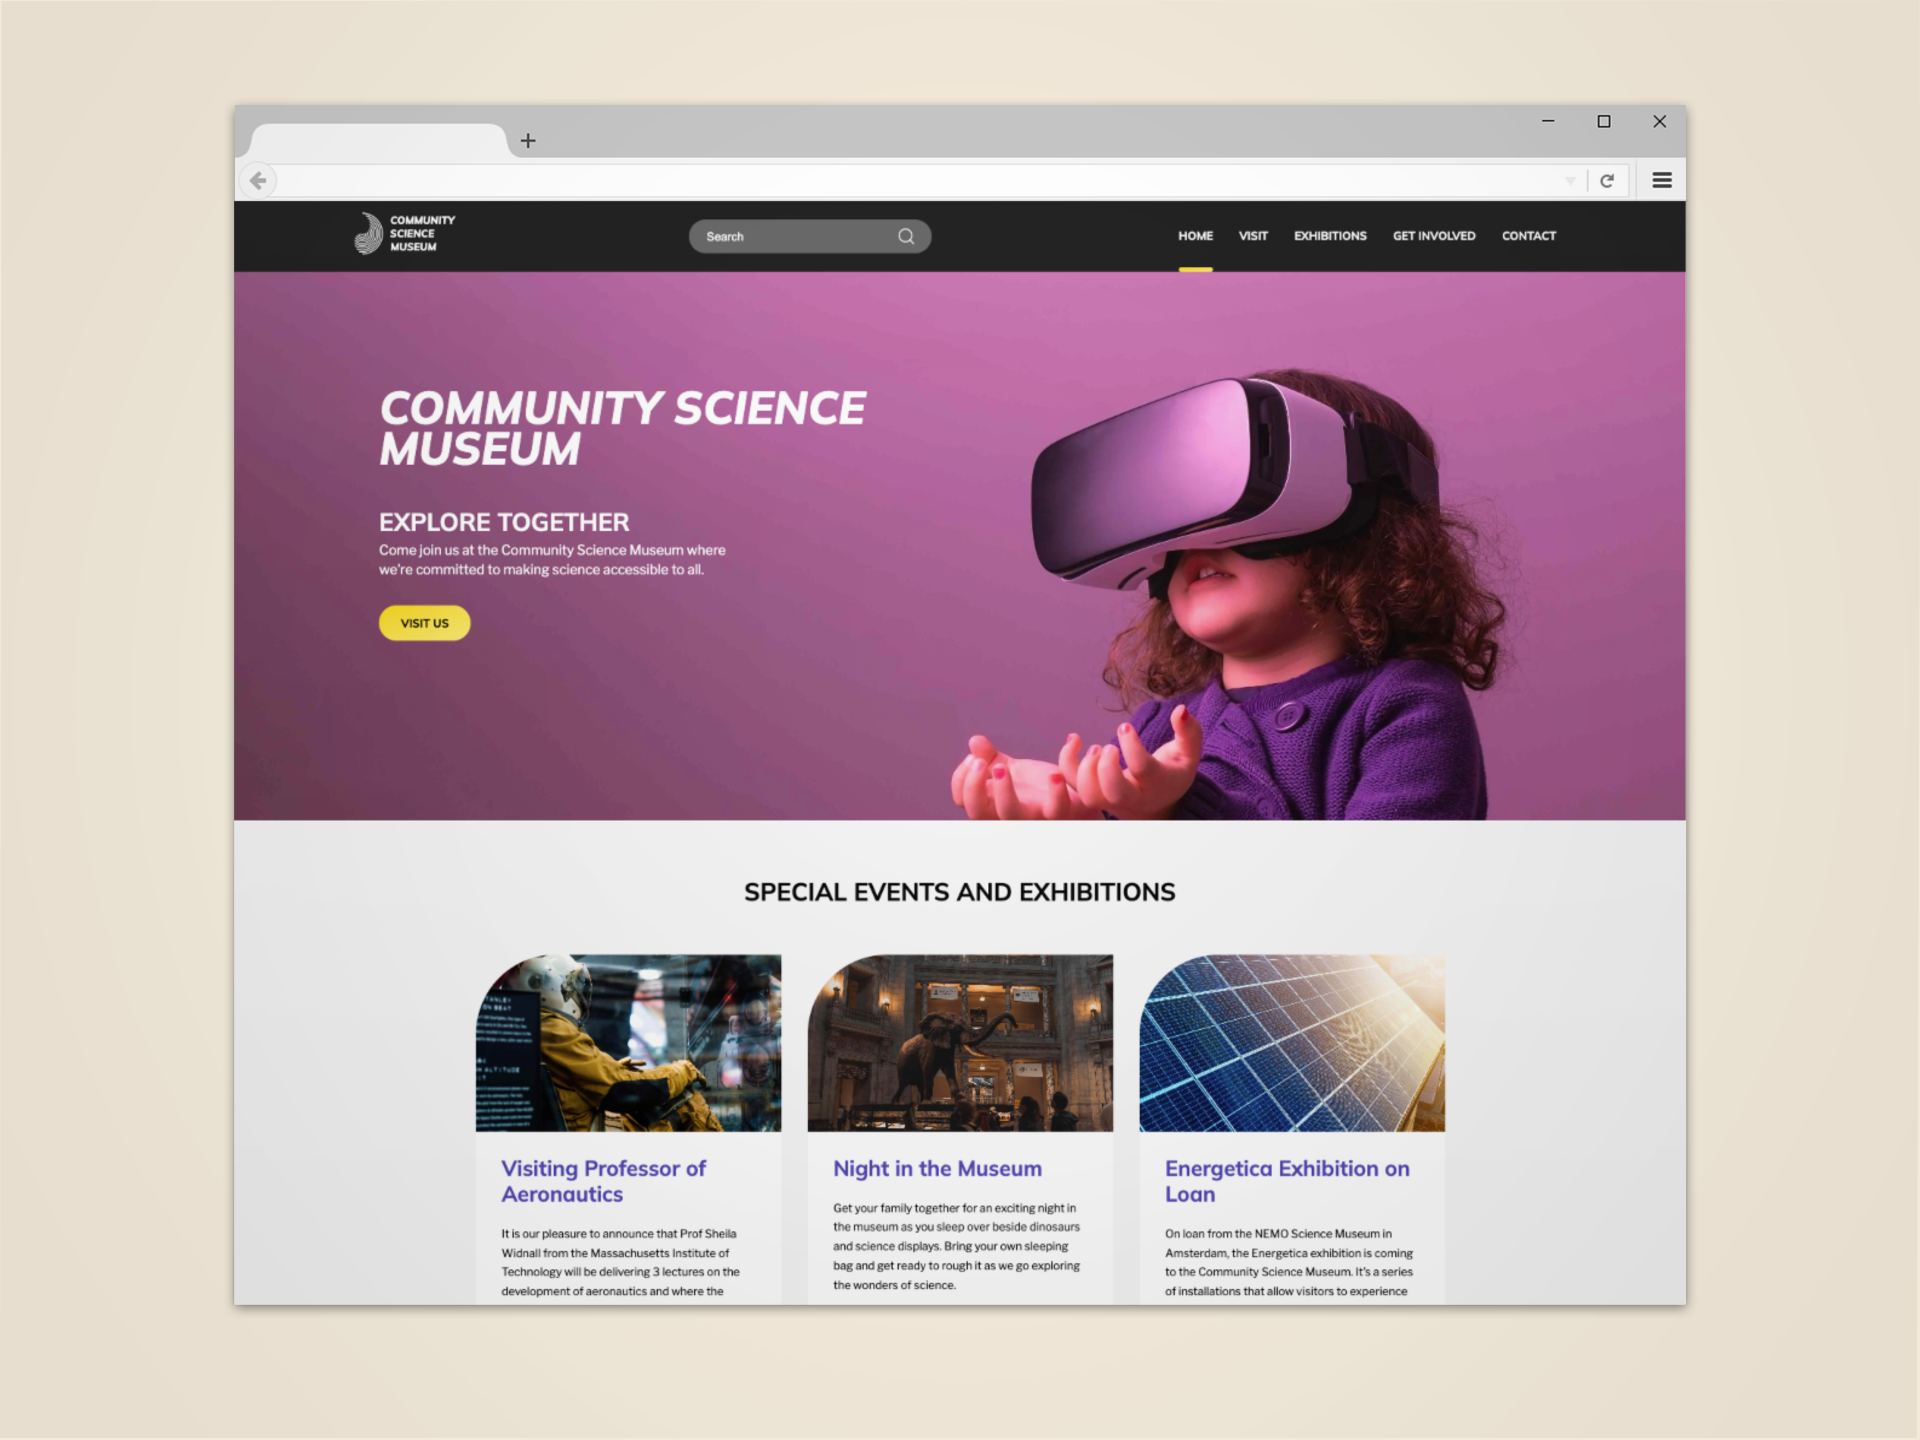 COMMUNITY
SCIENCE
MUSEUM
Search
HOME VISIT EXHIBITIONS GET INVOLVED CONTACT
COMMUNITY SCIENCE
MUSEUM
EXPLORE TOGETHER
Come join us at the Community Science Museum where
we're committed to making science accessible to all.
VISIT US
SPECIAL EVENTS AND EXHIBITIONS
Visiting Professor of
Aeronautics
It is our pleasure to announce that Prof Sheila
Widnall from the Massachusetts Institute of
Technology will be delivering 3 lectures on the
development of aeronautics and where the
Night in the Museum
Get your family together for an exciting night in
the museum as you sleep over beside dinosaurs
and science displays. Bring your own sleeping
bag and get ready to rough it as we go exploring
the wonders of science.
Energetica Exhibition on
Loan
On loan from the NEMO Science Museum in
Amsterdam, the Energetica exhibition is coming
to the Community Science Museum. It's a series
of installations that allow visitors to experience